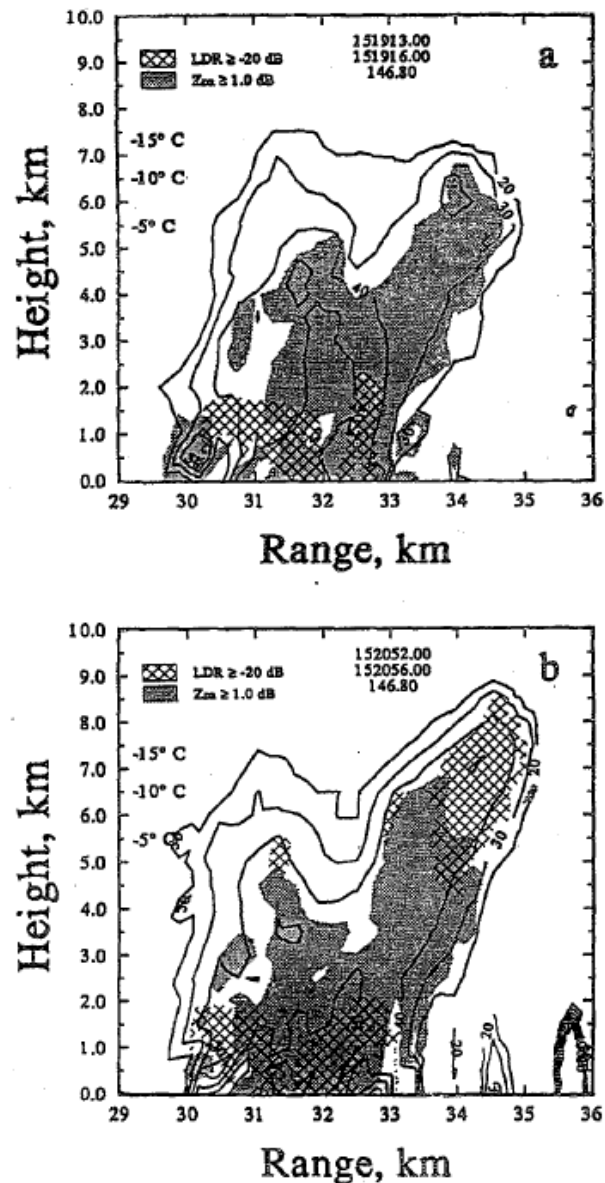 10.0
9.0
8.0
7.0
6.0
5.0
4.0
3.0
2.0
1.0
0.0
Height, km
LDR ≥ -20 dB
Z DR ≥ 1.0 dB
151913.00
151916.00
146.80
a
-15° C
-10° C
-5° C
20
30
40
29 30 31 32 33 34 35 36
Range, km
10.0
9.0
8.0
7.0
6.0
5.0
4.0
3.0
2.0
1.0
0.0
Height, km
LDR ≥ -20 dB
Z DR ≥ 1.0 dB
152052.00
152056.00
146.80
b
-15° C
-10° C
-5°
20
30
30
20
20
29 30 31 32 33 34 35 36
Range, km